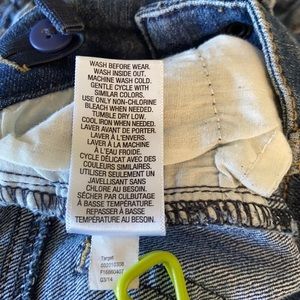 WASH BEFORE WEAR.
WASH INSIDE OUT.
MACHINE WASH COLD.
GENTLE CYCLE WITH
SIMILAR COLORS.
USE ONLY NON-CHLORINE
BLEACH WHEN NEEDED.
TUMBLE DRY LOW.
COOL IRON WHEN NEEDED.
LAVER AVANT DE PORTER.
LAVER À L'ENVERS.
LAVER À LA MACHINE
À L'EAU FROIDE.
CYCLE DÉLICAT AVEC DES
COULEURS SIMILAIRES.
UTILISER SEULEMENT UN
JAVELLISANT SANS
CHLORE AU BESOIN.
SÉCHER PAR CULBUTAGE
À BASSE TEMPÉRATURE.
REPASSER À BASSE
TEMPÉRATURE AU BESOIN.
Target
G3/14